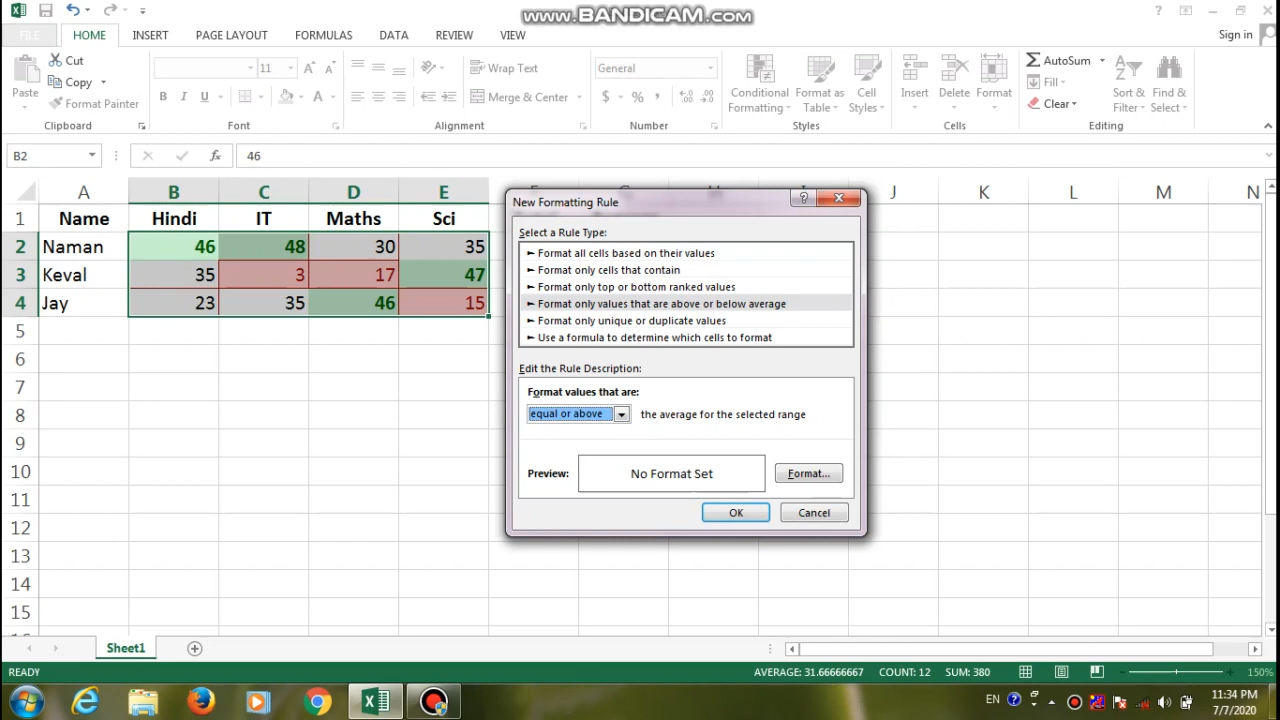 www.BANDICAM.com
FILE HOME INSERT PAGE LAYOUT FORMULAS DATA REVIEW VIEW Sign in
Paste
Cut
Copy
Format Painter
Clipboard
11
B I U
A
Font
Wrap Text
Merge & Center
Alignment
General
$ % ,
Number
Conditional Formatting
Format as Table
Cell Styles
Styles
Insert
Delete
Format
Cells
AutoSum
Fill
Clear
Sort & Filter
Find & Select
Editing
B2 fx 46
A B C D E J K L M N
1 Name Hindi IT Maths Sci
2 Naman 46 48 30 35
3 Keval 35 3 17 47
4 Jay 23 35 46 15
5
6
7
8
9
10
11
12
13
14
15
New Formatting Rule
?
Select a Rule Type:
► Format all cells based on their values
► Format only cells that contain
► Format only top or bottom ranked values
► Format only values that are above or below average
► Format only unique or duplicate values
► Use a formula to determine which cells to format
Edit the Rule Description:
Format values that are:
equal or above the average for the selected range
Preview: No Format Set Format...
OK Cancel
Sheet1
READY AVERAGE: 31.66666667 COUNT: 12 SUM: 380 150%
EN 11:34 PM
7/7/2020